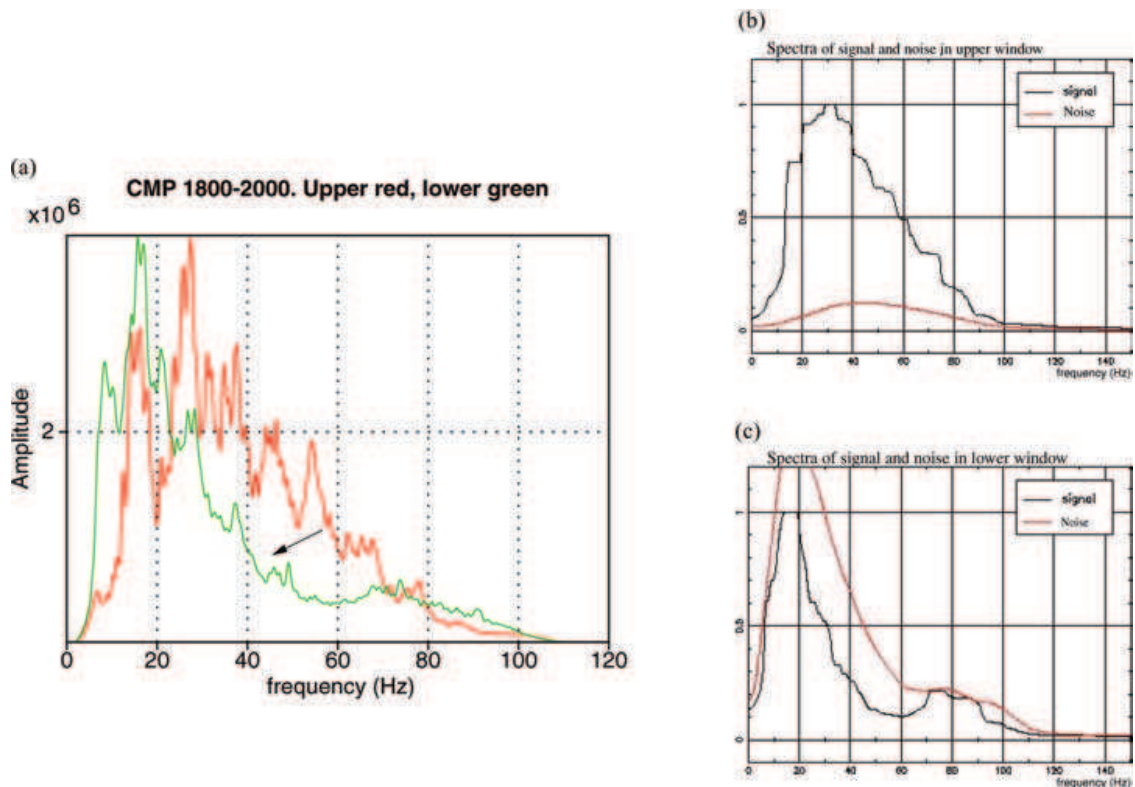 (a)
CMP 1800-2000. Upper red, lower green
x10⁶
Amplitude
2
0 20 40 60 80 100 120
frequency (Hz)
(b)
Spectra of signal and noise in upper window
signal
Noise
1
0.5
0
0 20 40 60 80 100 120 140
frequency (Hz)
(c)
Spectra of signal and noise in lower window
signal
Noise
1
0.5
0
0 20 40 60 80 100 120 140
frequency (Hz)